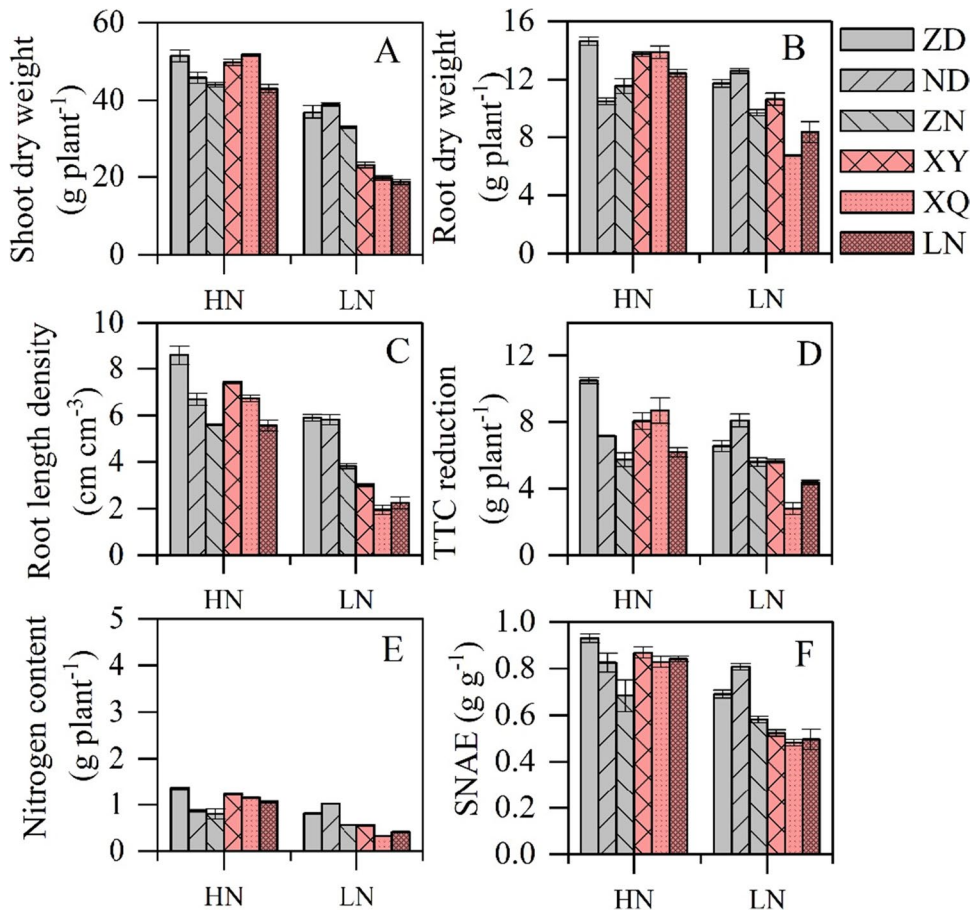 Shoot dry weight
(g plant⁻¹)
60
40
20
0
A
HN
LN
Root dry weight
(g plant⁻¹)
16
12
8
4
0
B
HN
LN
ZD
ND
ZN
XY
XQ
LN
Root length density
(cm cm⁻³)
10
8
6
4
2
0
C
HN
LN
TTC reduction
(g plant⁻¹)
12
8
4
0
D
HN
LN
Nitrogen content
(g plant⁻¹)
5
4
3
2
1
0
E
HN
LN
SNAE (g g⁻¹)
1.0
0.8
0.6
0.4
0.2
0.0
F
HN
LN